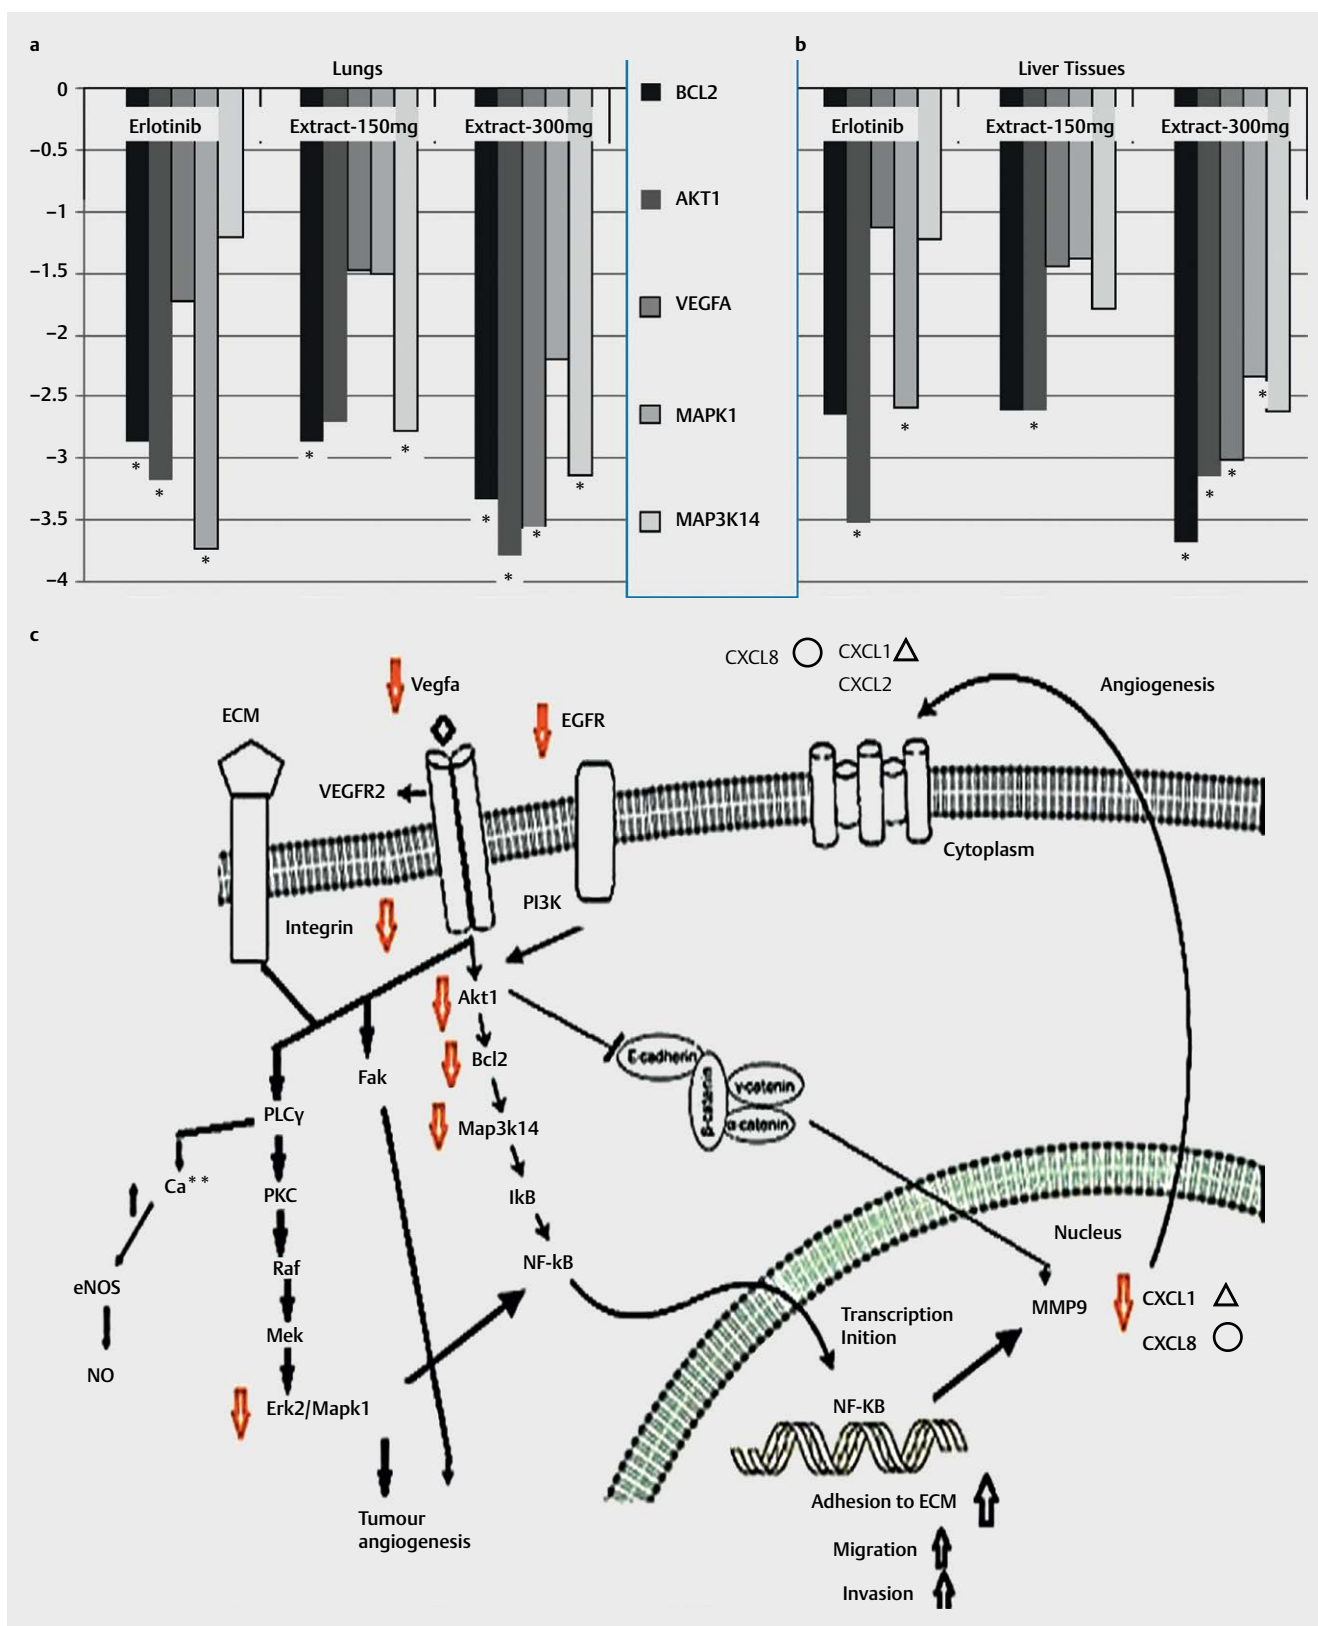 a
b
Lungs
Liver Tissues
0
−0.5
−1
−1.5
−2
−2.5
−3
−3.5
−4
Erlotinib
Extract-150mg
Extract-300mg
* * *
* *
* * * *
BCL2
AKT1
VEGFA
MAPK1
MAP3K14
Erlotinib
Extract-150mg
Extract-300mg
* *
*
* * * *
c
CXCL8
CXCL1
CXCL2
Vegfa
Angiogenesis
ECM
EGFR
VEGFR2
Cytoplasm
PI3K
Integrin
Akt1
Bcl2
E-cadherin
Fak
γ-catenin
β-catenin
α-catenin
PLCγ
Map3k14
Ca**
PKC
IkB
Nucleus
Raf
NF-kB
eNOS
CXCL1
MMP9
Transcription
Inition
Mek
CXCL8
NO
Erk2/Mapk1
NF-KB
Adhesion to ECM
Tumour
angiogenesis
Migration
Invasion